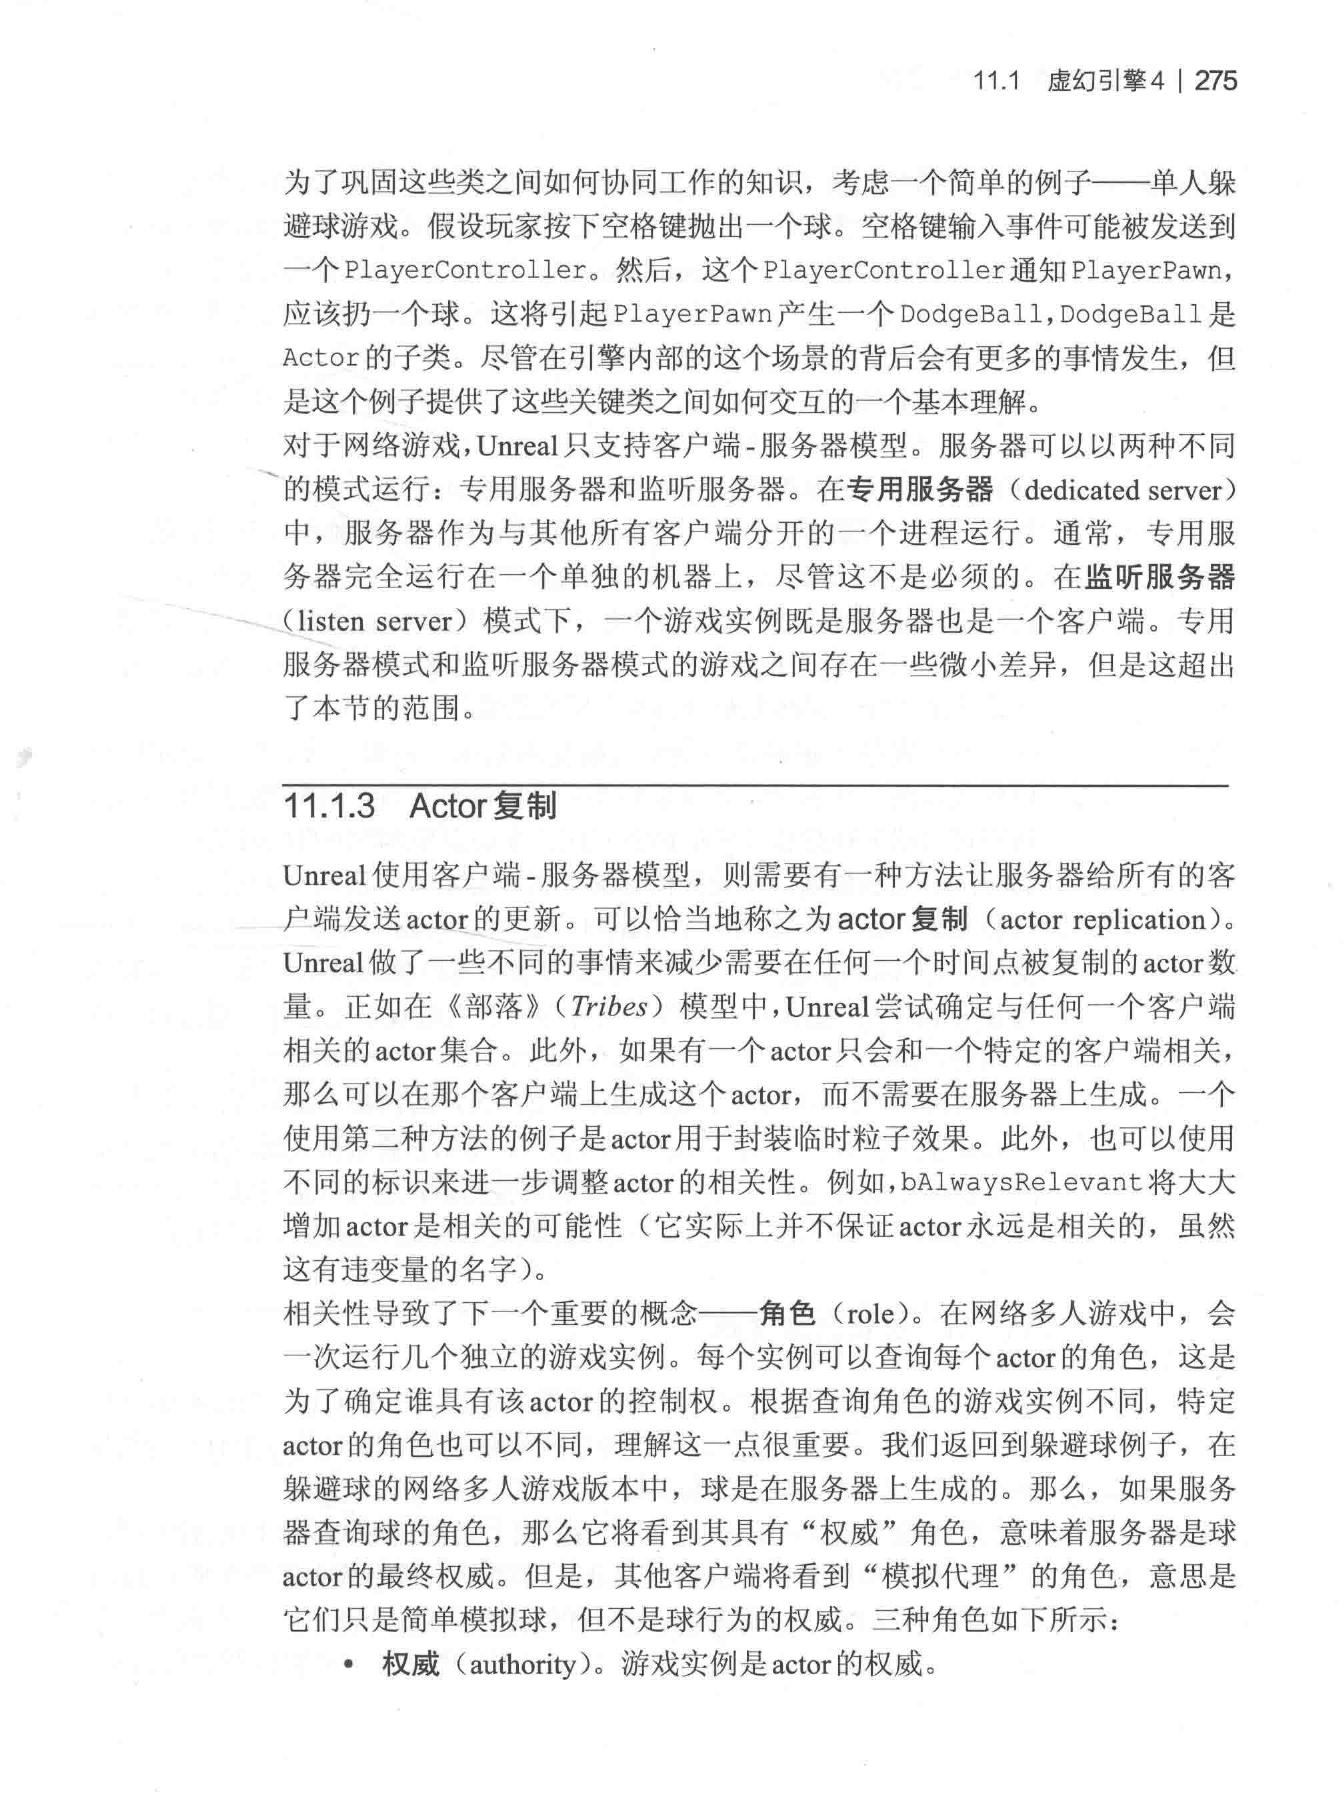 11.1 虚幻引擎4 | 275
为了巩固这些类之间如何协同工作的知识，考虑一个简单的例子——单人躲
避球游戏。假设玩家按下空格键抛出一个球。空格键输入事件可能被发送到
一个PlayerController。然后，这个PlayerController通知PlayerPawn，
应该扔一个球。这将引起PlayerPawn产生一个DodgeBall,DodgeBall是
Actor的子类。尽管在引擎内部的这个场景的背后会有更多的事情发生，但
是这个例子提供了这些关键类之间如何交互的一个基本理解。
对于网络游戏,Unreal只支持客户端-服务器模型。服务器可以以两种不同
的模式运行：专用服务器和监听服务器。在专用服务器（dedicated server）
中，服务器作为与其他所有客户端分开的一个进程运行。通常，专用服
务器完全运行在一个单独的机器上，尽管这不是必须的。在监听服务器
（listen server）模式下，一个游戏实例既是服务器也是一个客户端。专用
服务器模式和监听服务器模式的游戏之间存在一些微小差异，但是这超出
了本节的范围。
11.1.3 Actor复制
Unreal使用客户端-服务器模型，则需要有一种方法让服务器给所有的客
户端发送actor的更新。可以恰当地称之为actor复制（actor replication）。
Unreal做了一些不同的事情来减少需要在任何一个时间点被复制的actor数
量。正如在《部落》（Tribes）模型中,Unreal尝试确定与任何一个客户端
相关的actor集合。此外，如果有一个actor只会和一个特定的客户端相关，
那么可以在那个客户端上生成这个actor，而不需要在服务器上生成。一个
使用第二种方法的例子是actor用于封装临时粒子效果。此外，也可以使用
不同的标识来进一步调整actor的相关性。例如,bAlwaysRelevant将大大
增加actor是相关的可能性（它实际上并不保证actor永远是相关的，虽然
这有违变量的名字）。
相关性导致了下一个重要的概念——角色（role）。在网络多人游戏中，会
一次运行几个独立的游戏实例。每个实例可以查询每个actor的角色，这是
为了确定谁具有该actor的控制权。根据查询角色的游戏实例不同，特定
actor的角色也可以不同，理解这一点很重要。我们返回到躲避球例子，在
躲避球的网络多人游戏版本中，球是在服务器上生成的。那么，如果服务
器查询球的角色，那么它将看到其具有“权威”角色，意味着服务器是球
actor的最终权威。但是，其他客户端将看到“模拟代理”的角色，意思是
它们只是简单模拟球，但不是球行为的权威。三种角色如下所示：
• 权威（authority）。游戏实例是actor的权威。